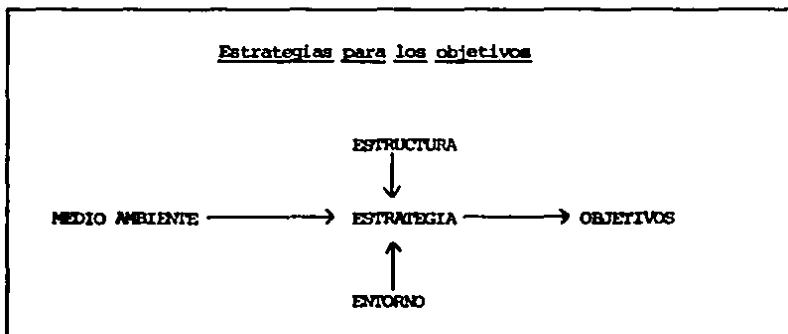 Estrategias para los objetivos
ESTRUCTURA
MEDIO AMBIENTE ESTRATEGIA OBJETIVOS
ENTORNO